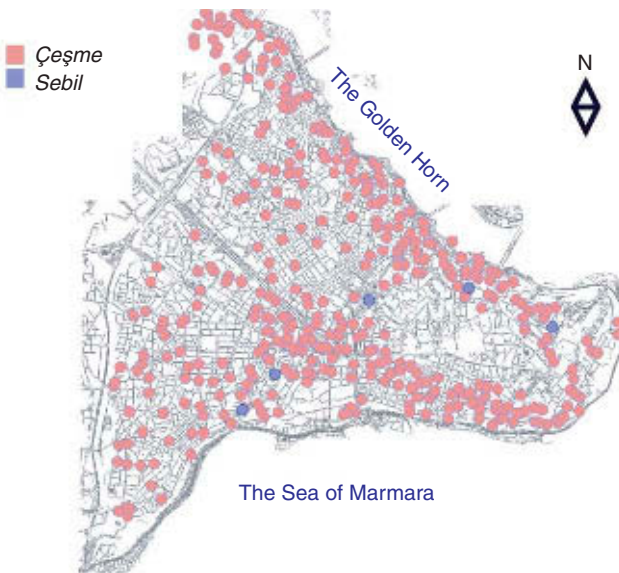 Çeşme
Sebil
N
The Golden Horn
The Sea of Marmara